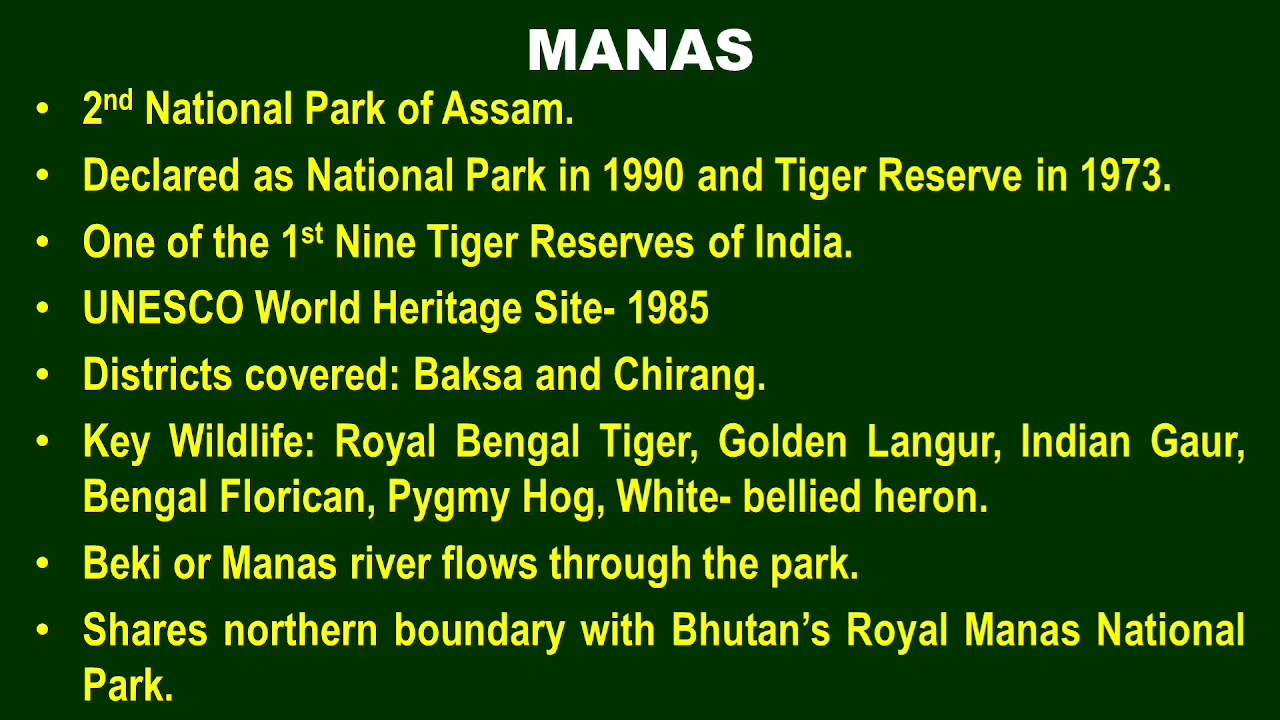 MANAS
• 2nd National Park of Assam.
• Declared as National Park in 1990 and Tiger Reserve in 1973.
• One of the 1st Nine Tiger Reserves of India.
• UNESCO World Heritage Site- 1985
• Districts covered: Baksa and Chirang.
• Key Wildlife: Royal Bengal Tiger, Golden Langur, Indian Gaur,
Bengal Florican, Pygmy Hog, White- bellied heron.
• Beki or Manas river flows through the park.
• Shares northern boundary with Bhutan’s Royal Manas National
Park.